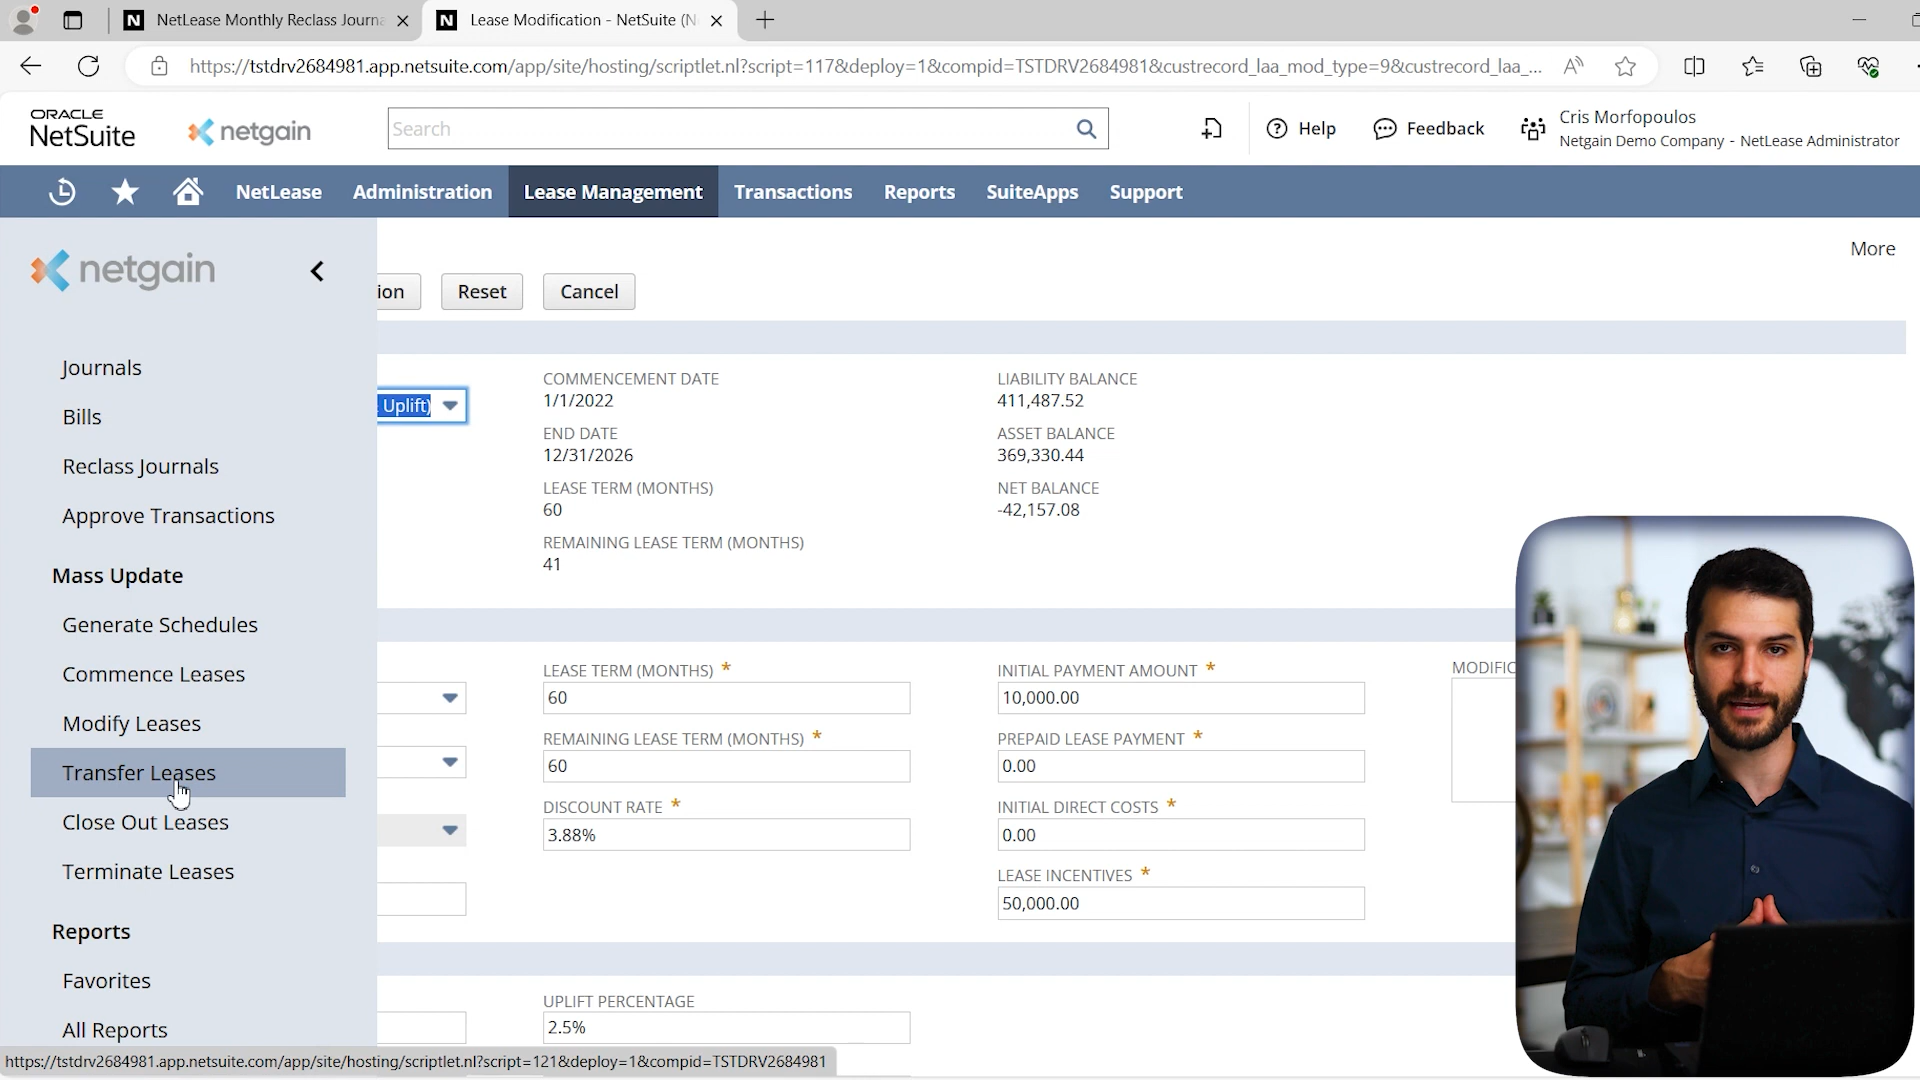 NetLease Monthly Reclass Journa
Lease Modification - NetSuite (N
https://tstdrv2684981.app.netsuite.com/app/site/hosting/scriptlet.nl?script=117&deploy=1&compid=TSTDRV2684981&custrecord_laa_mod_type=9&custrecord_laa_...
ORACLE
NetSuite
netgain
Search
Help
Feedback
Cris Morfopoulos
Netgain Demo Company - NetLease Administrator
NetLease
Administration
Lease Management
Transactions
Reports
SuiteApps
Support
netgain
More
ion
Reset
Cancel
Journals
Bills
Reclass Journals
Approve Transactions
Mass Update
Generate Schedules
Commence Leases
Modify Leases
Transfer Leases
Close Out Leases
Terminate Leases
Reports
Favorites
All Reports
Uplift)
COMMENCEMENT DATE
1/1/2022
END DATE
12/31/2026
LEASE TERM (MONTHS)
60
REMAINING LEASE TERM (MONTHS)
41
LIABILITY BALANCE
411,487.52
ASSET BALANCE
369,330.44
NET BALANCE
-42,157.08
LEASE TERM (MONTHS) *
60
REMAINING LEASE TERM (MONTHS) *
60
DISCOUNT RATE *
3.88%
INITIAL PAYMENT AMOUNT *
10,000.00
PREPAID LEASE PAYMENT *
0.00
INITIAL DIRECT COSTS *
0.00
LEASE INCENTIVES *
50,000.00
MODIFIC
UPLIFT PERCENTAGE
2.5%
https://tstdrv2684981.app.netsuite.com/app/site/hosting/scriptlet.nl?script=121&deploy=1&compid=TSTDRV2684981